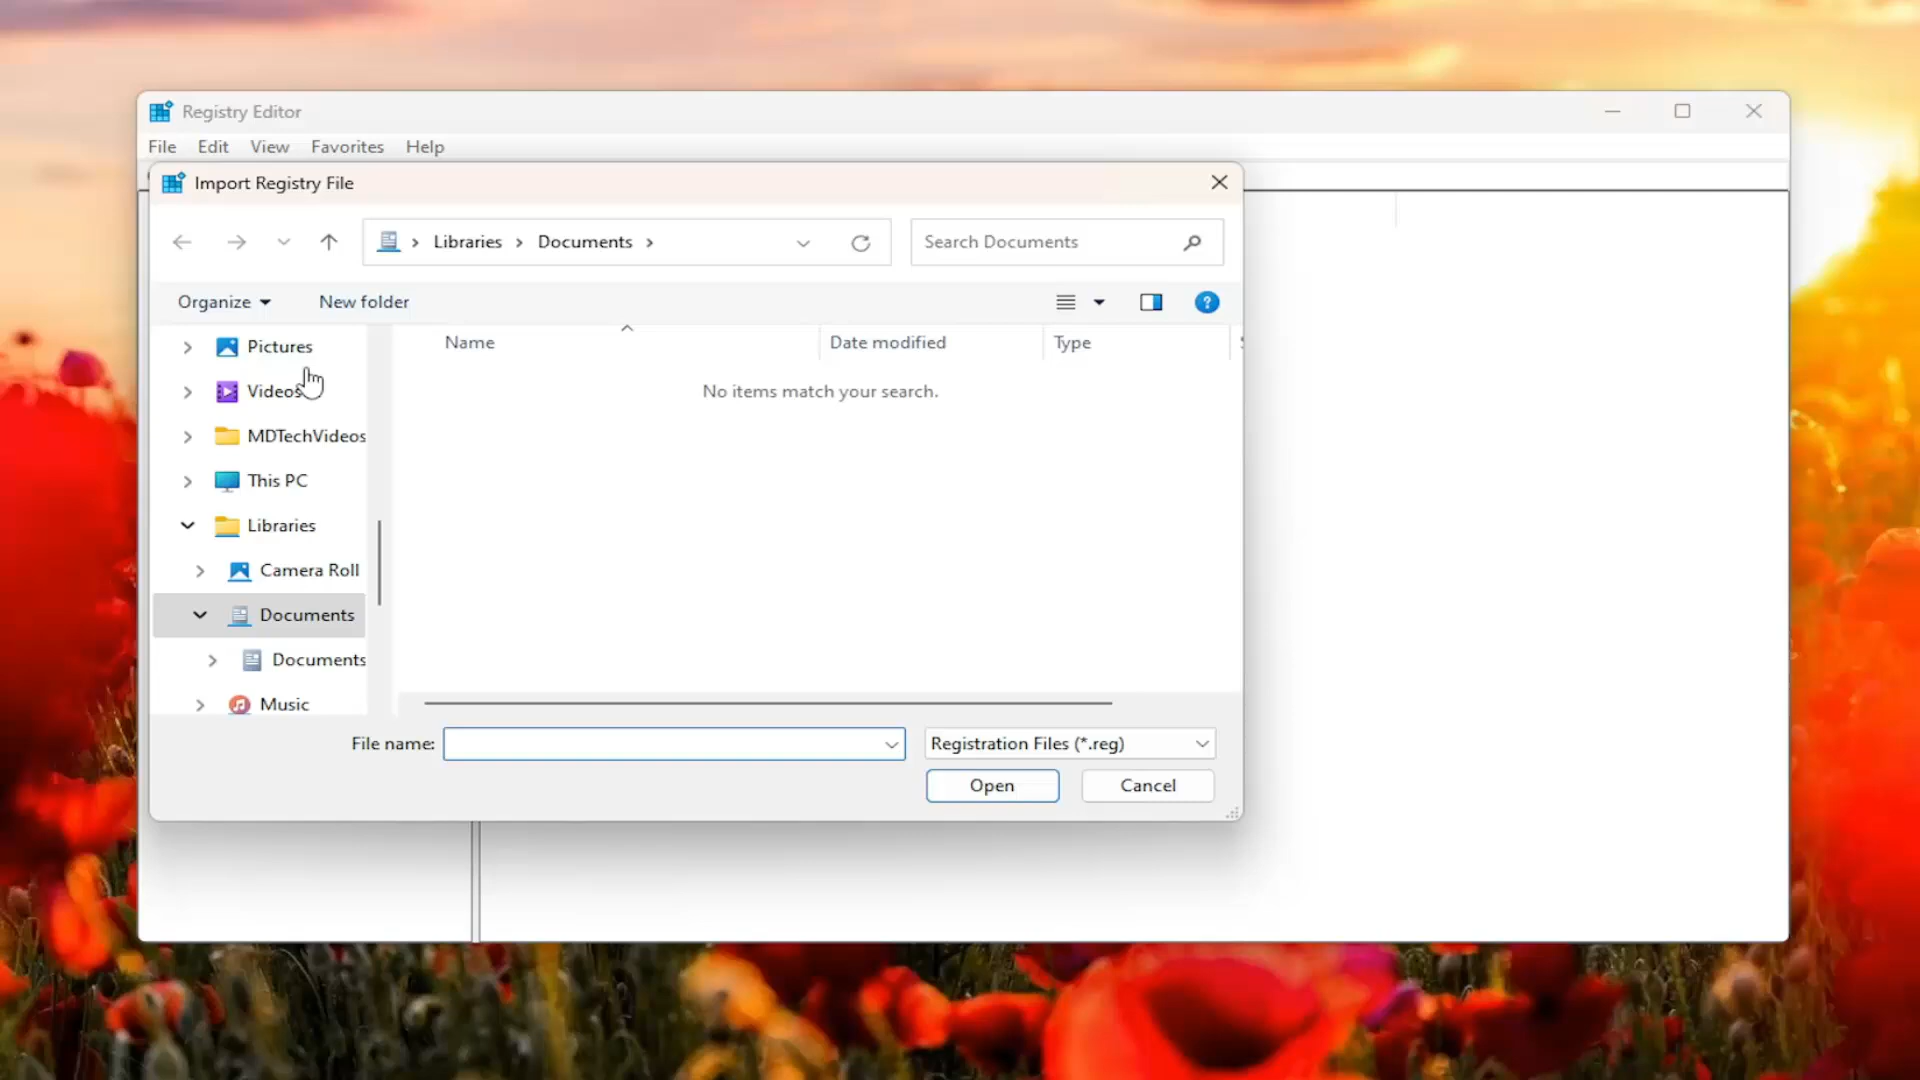 Registry Editor
File Edit View Favorites Help
Import Registry File
Libraries Documents
Search Documents
Organize New folder
Name Date modified Type
No items match your search.
Pictures
Videos
MDTechVideos
This PC
Libraries
Camera Roll
Documents
Documents
Music
File name:
Registration Files (*.reg)
Open Cancel